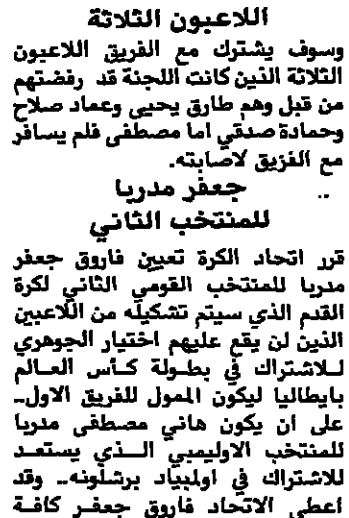 اللاعبون الثلاثة
وسوف يشترك مع الفريق اللاعبون
الثلاثة الذين كانت اللجنة قد رفضتهم
من قبل وهم طارق يحيى وعماد صلاح
وحمادة صدقي اما مصطفى فلم يسافر
مع الفريق لاصابته.
جعفر مدربا
للمنتخب الثاني
قرر اتحاد الكرة تعيين فاروق جعفر
مدربا للمنتخب القومي الثاني لكرة
القدم الذي سيتم تشكيله من اللاعبين
الذين لن يقع عليهم اختيار الجوهري
للاشتراك في بطولة كأس العالم
بايطاليا ليكون الممول للفريق الاول..
على ان يكون هاني مصطفى مدربا
للمنتخب الاوليمبي الذي يستعد
للاشتراك في اولبياد برشلونه.. وقد
اعطى الاتحاد فاروق جعفر كافة